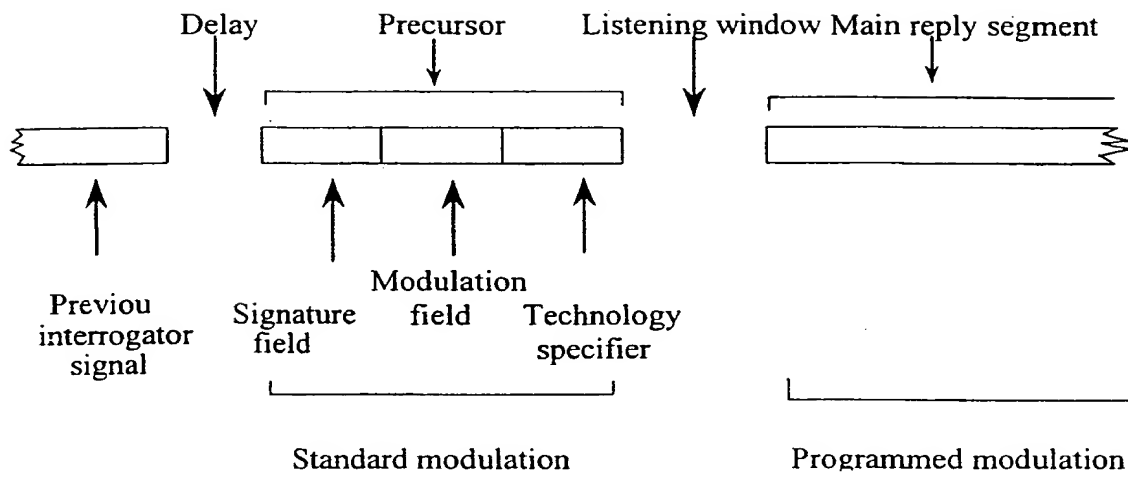 Delay
Precursor
Listening window
Main reply segment
Previou
interrogator
signal
Signature
field
Modulation
field
Technology
specifier
Standard modulation
Programmed modulation